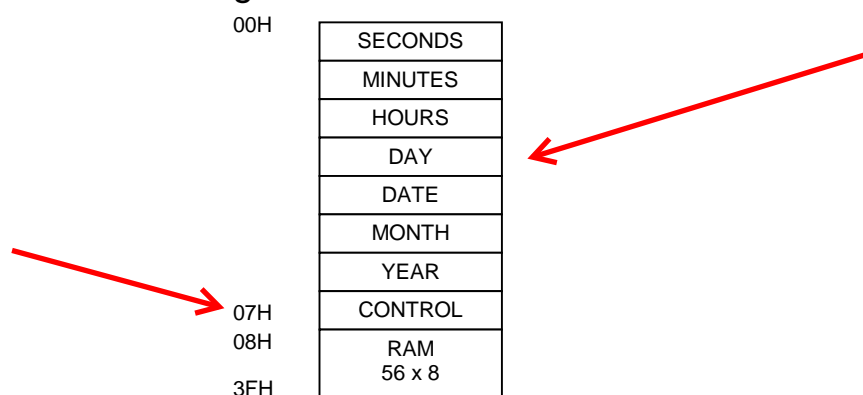 00H
SECONDS
MINUTES
HOURS
DAY
DATE
MONTH
YEAR
07H CONTROL
08H RAM
56 x 8
3FH